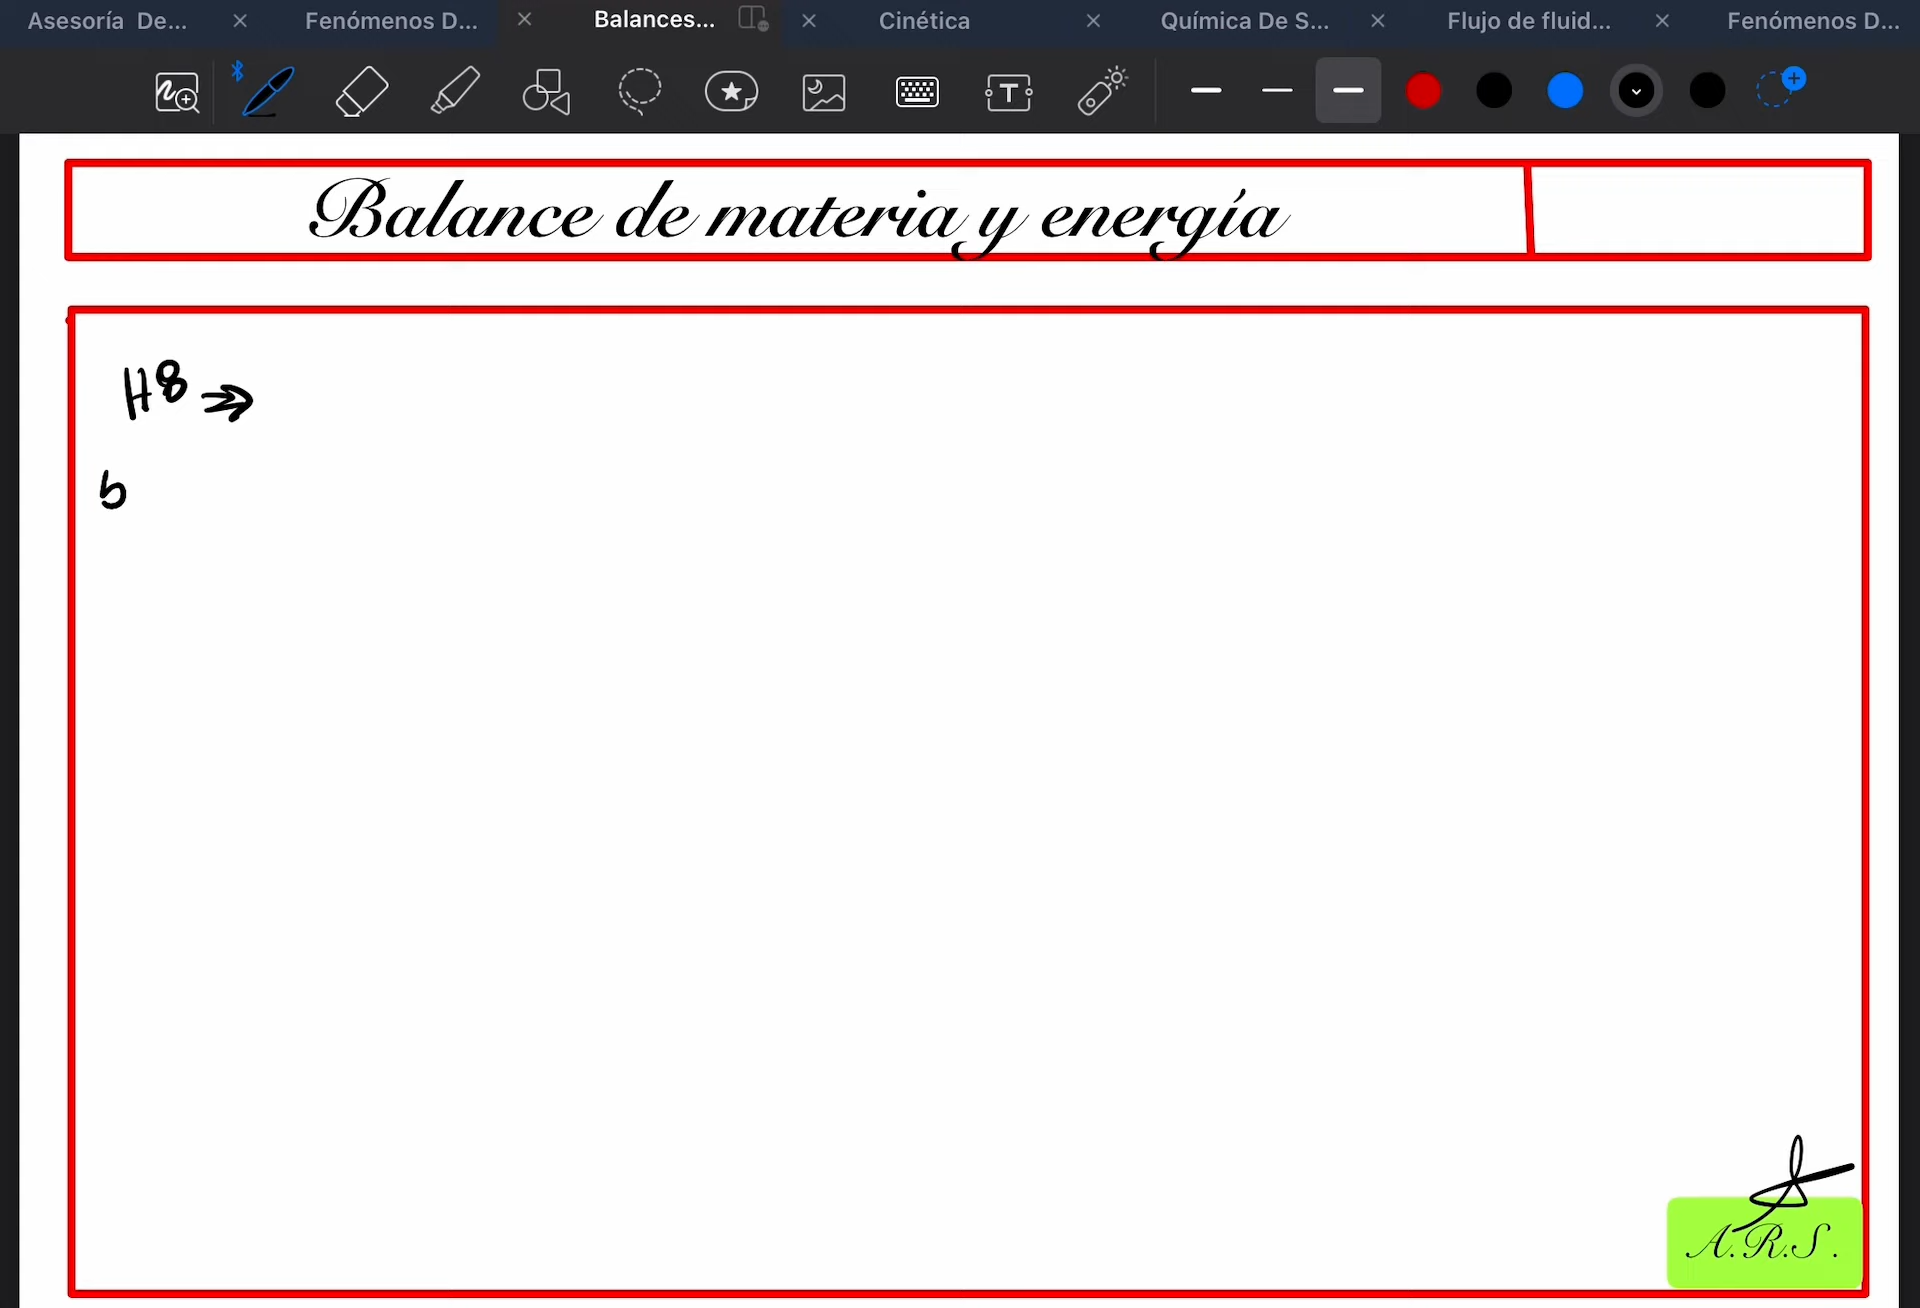 Asesoría De... Fenómenos D... Balances... Cinética Química De S... Flujo de fluid... Fenómenos D...
T
Balance de materia y energía
H8
b
A.R.S.